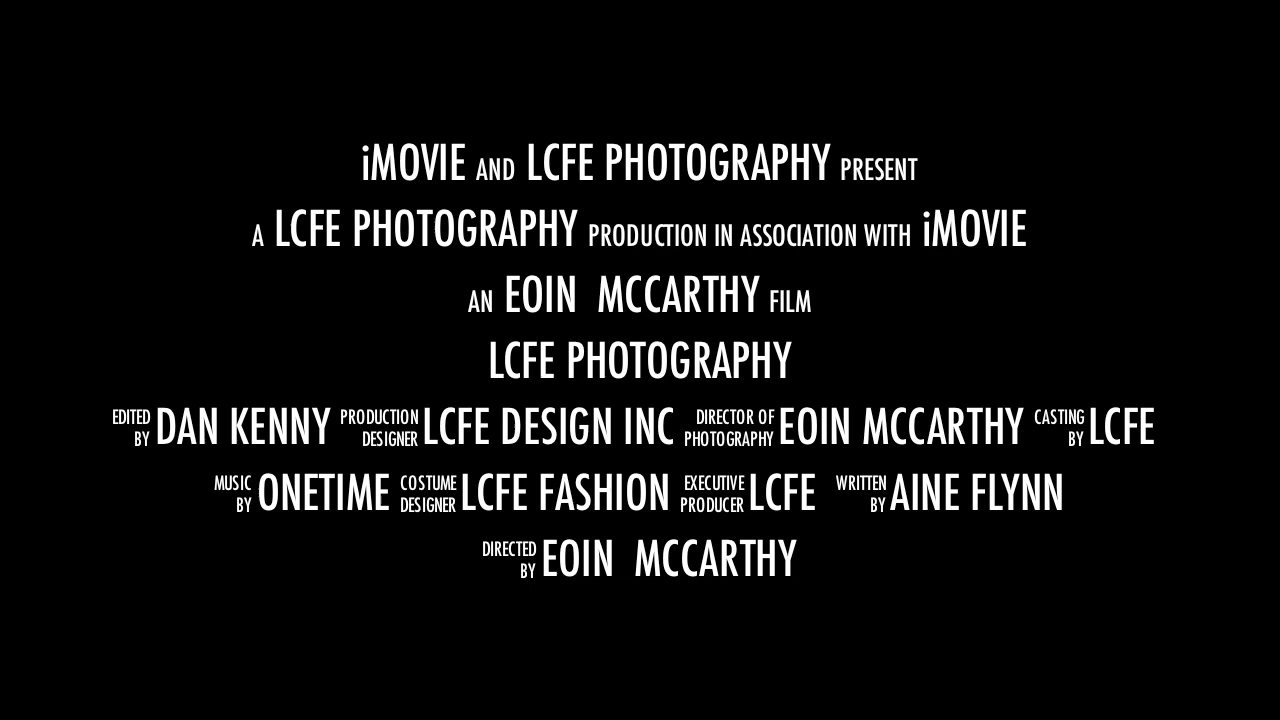 iMOVIE AND LCFE PHOTOGRAPHY PRESENT
A LCFE PHOTOGRAPHY PRODUCTION IN ASSOCIATION WITH iMOVIE
AN EOIN MCCARTHY FILM
LCFE PHOTOGRAPHY
EDITED BY DAN KENNY PRODUCTION DESIGNER LCFE DESIGN INC DIRECTOR OF PHOTOGRAPHY EOIN MCCARTHY CASTING BY LCFE
MUSIC BY ONETIME COSTUME DESIGNER LCFE FASHION EXECUTIVE PRODUCER LCFE WRITTEN BY AINE FLYNN
DIRECTED BY EOIN MCCARTHY